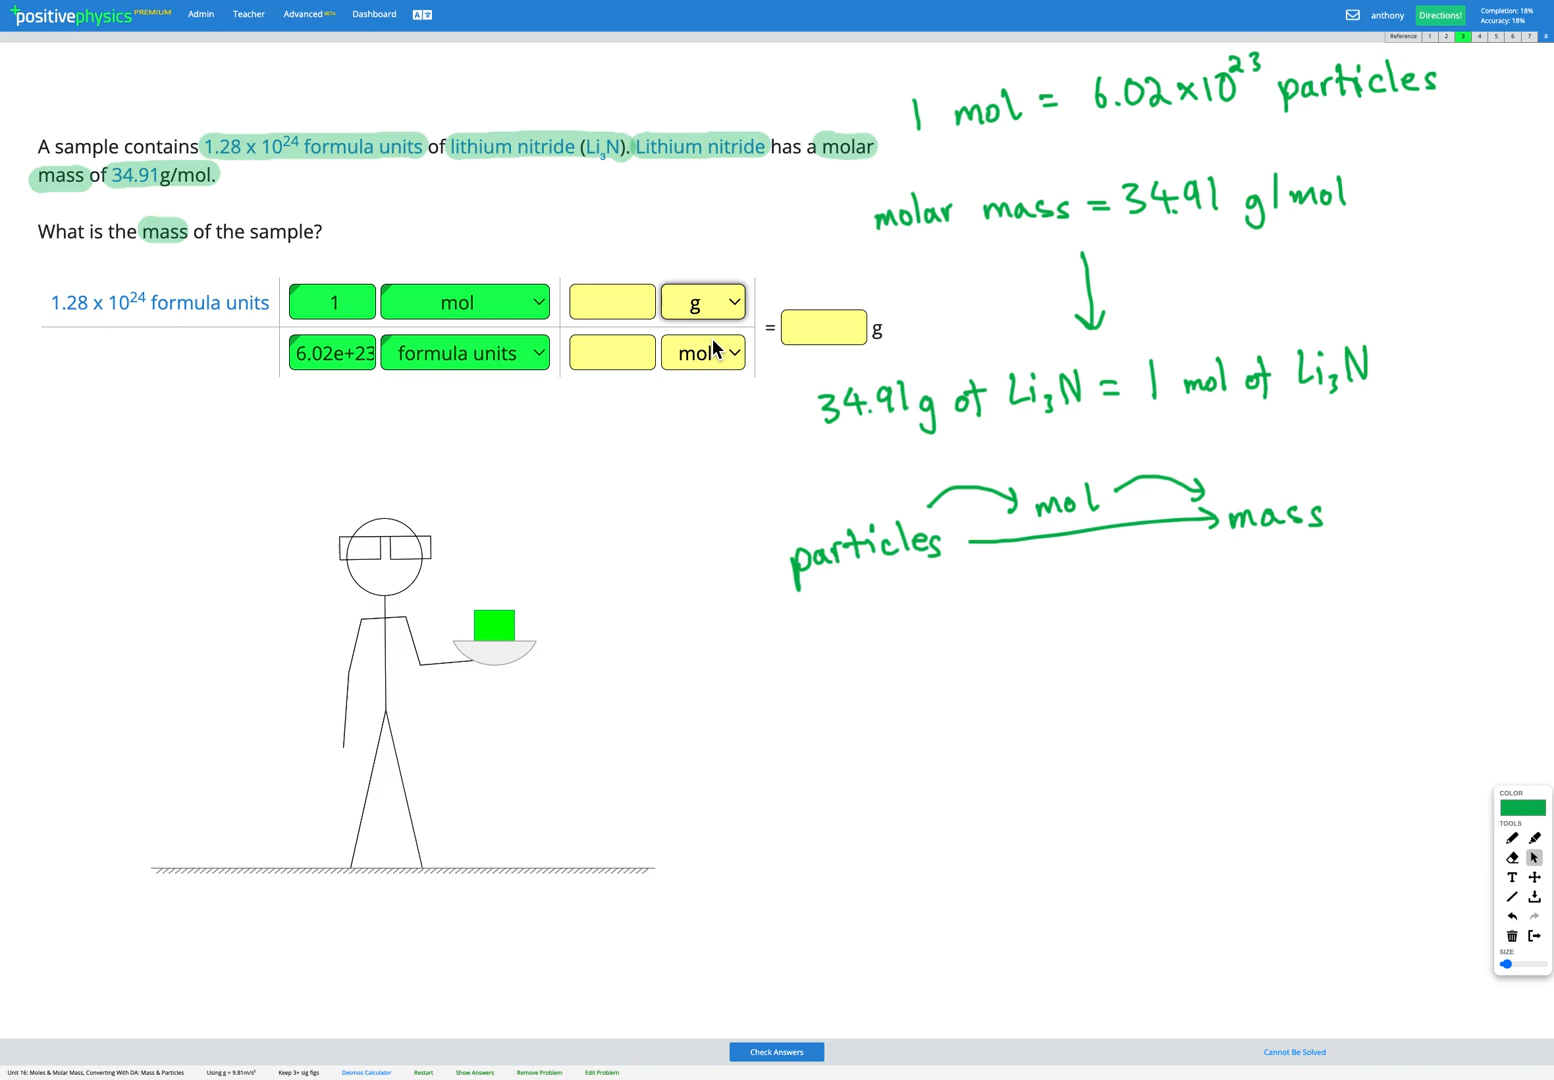 +positivephysics PREMIUM Admin Teacher Advanced BETA Dashboard anthony Directions! Completion: 18%
Accuracy: 18%
Reference 1 2 3 4 5 6 7 8
1 mol = 6.02x10²³ particles
A sample contains 1.28 x 10²⁴ formula units of lithium nitride (Li₃N). Lithium nitride has a molar
mass of 34.91g/mol.
molar mass = 34.91 g/mol
What is the mass of the sample?
1.28 x 10²⁴ formula units 1 mol g
= g
6.02e+23 formula units mol
34.91g of Li₃N = 1 mol of Li₃N
particles mol mass
COLOR
TOOLS
T
SIZE
Check Answers Cannot Be Solved
Unit 16: Moles & Molar Mass, Converting With DA: Mass & Particles Using g = 9.81m/s² Keep 3+ sig figs Desmos Calculator Restart Show Answers Remove Problem Edit Problem